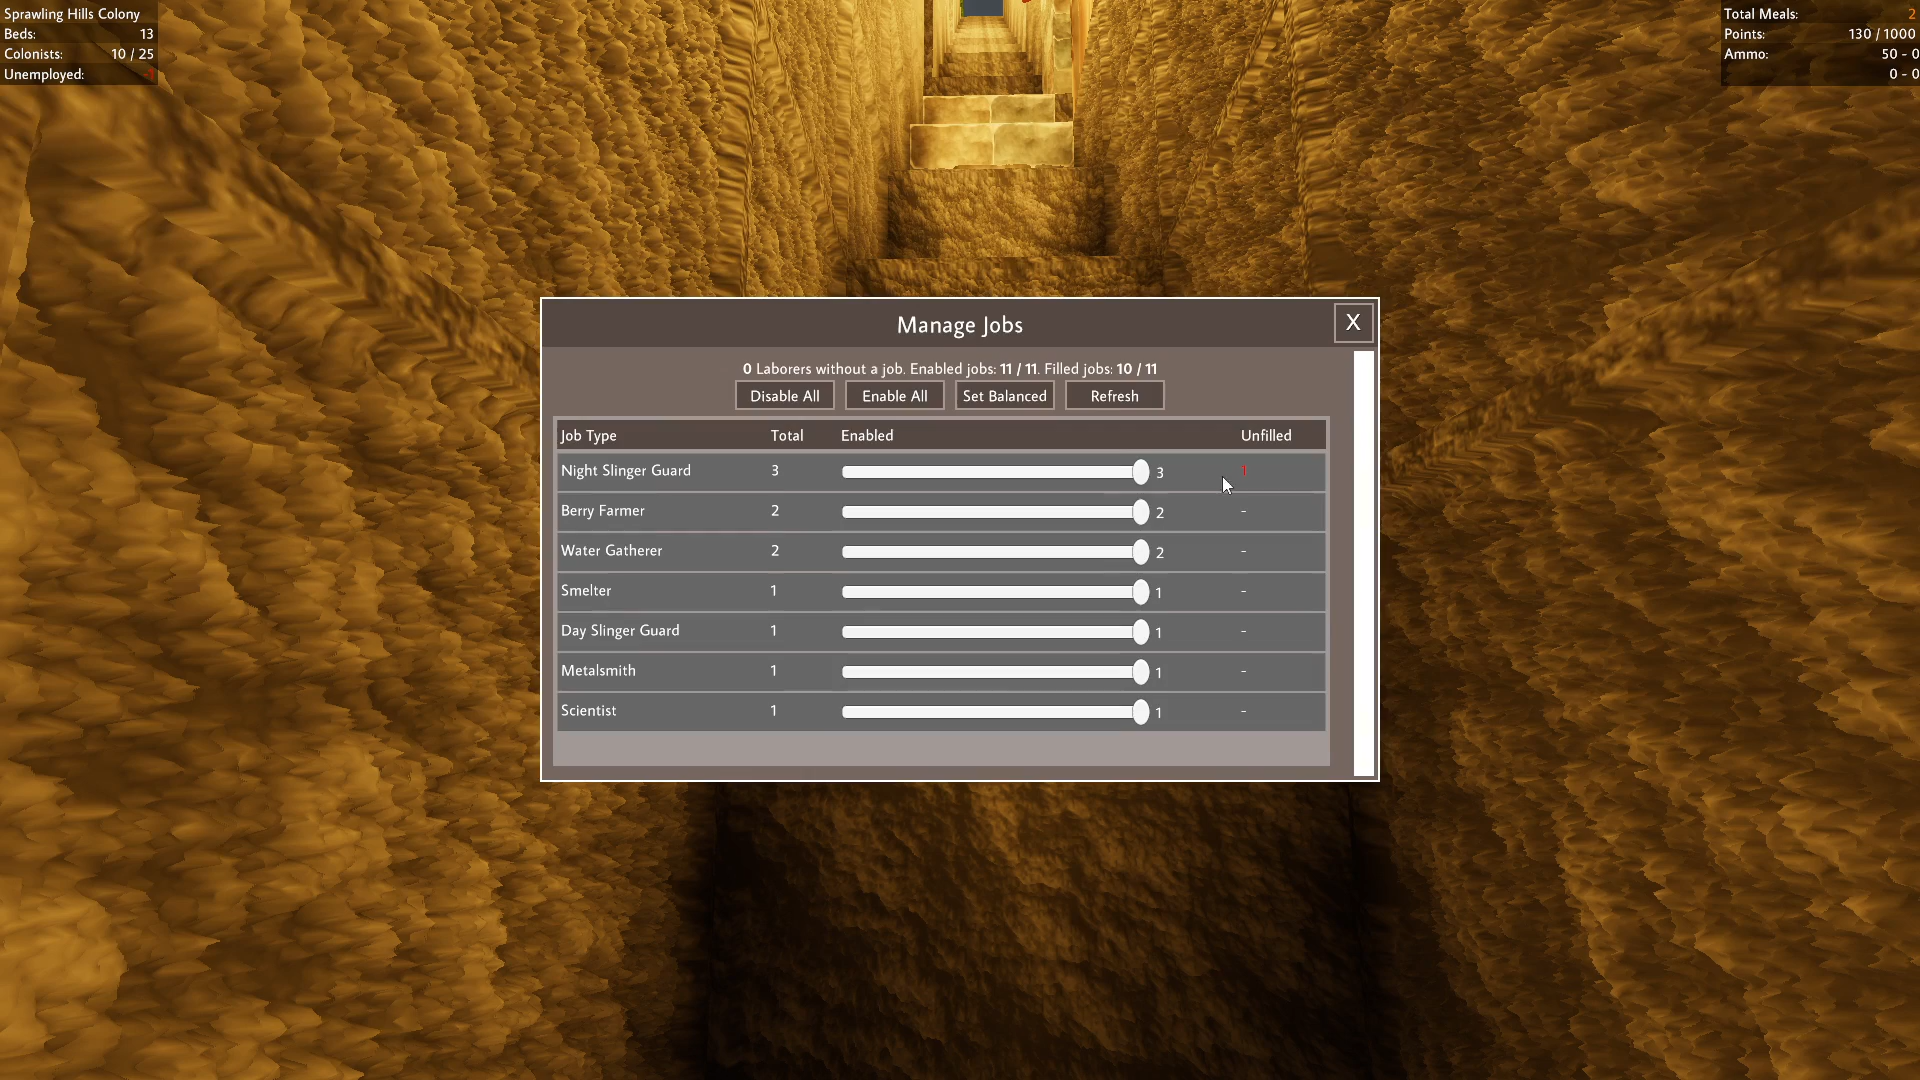 Sprawling Hills Colony
Beds: 13
Colonists: 10 / 25
Unemployed: -1
Total Meals: 2
Points: 130 / 1000
Ammo: 50 - 0
0 - 0
Manage Jobs
X
0 Laborers without a job. Enabled jobs: 11 / 11. Filled jobs: 10 / 11
Disable All Enable All Set Balanced Refresh
Job Type Total Enabled Unfilled
Night Slinger Guard 3 3 1
Berry Farmer 2 2 -
Water Gatherer 2 2 -
Smelter 1 1 -
Day Slinger Guard 1 1 -
Metalsmith 1 1 -
Scientist 1 1 -